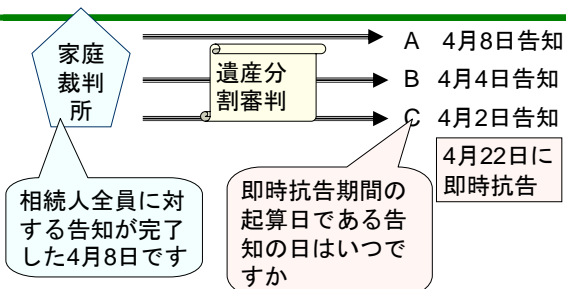 家庭
裁判
所
遺産分
割審判
A 4月8日告知
B 4月4日告知
C 4月2日告知
4月22日に
即時抗告
相続人全員に対
する告知が完了
した4月8日です
即時抗告期間の
起算日である告
知の日はいつで
すか